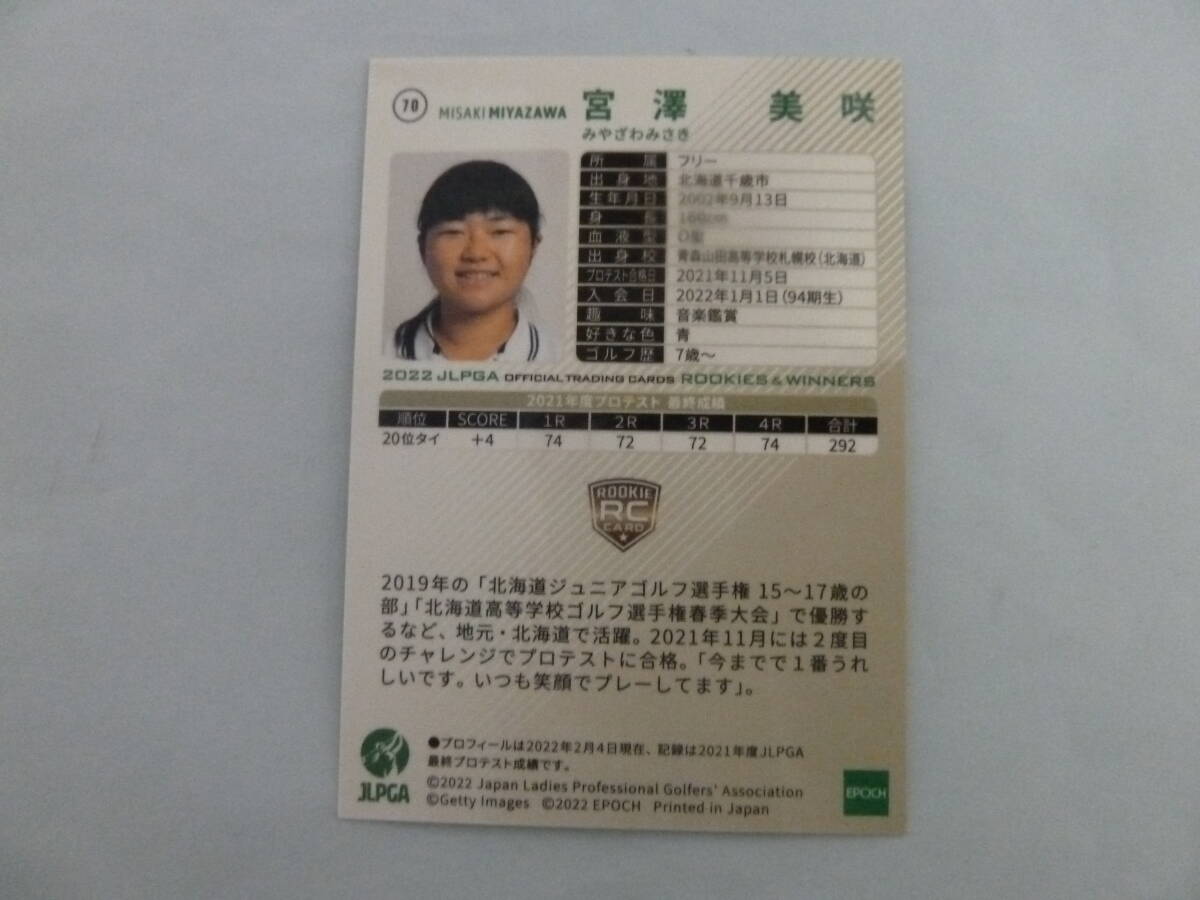 70 MISAKI MIYAZAWA 宮澤 美咲
みやざわみさき
所属 フリー
出身地 北海道千歳市
生年月日 2002年9月13日
身長 160cm
血液型 O型
出身校 青森山田高等学校札幌校(北海道)
プロテスト合格日 2021年11月5日
入会日 2022年1月1日(94期生)
趣味 音楽鑑賞
好きな色 青
ゴルフ歴 7歳〜
2022 JLPGA OFFICIAL TRADING CARDS ROOKIES & WINNERS
2021年度プロテスト 最終成績
順位 SCORE 1R 2R 3R 4R 合計
20位タイ +4 74 72 72 74 292
ROOKIE
RC
CARD
2019年の「北海道ジュニアゴルフ選手権 15〜17歳の
部」「北海道高等学校ゴルフ選手権春季大会」で優勝す
るなど、地元・北海道で活躍。2021年11月には2度目
のチャレンジでプロテストに合格。「今までで1番うれ
しいです。いつも笑顔でプレーしてます」。
●プロフィールは2022年2月4日現在、記録は2021年度JLPGA
最終プロテスト成績です。
©2022 Japan Ladies Professional Golfers' Association
©Getty Images ©2022 EPOCH Printed in Japan
JLPGA
EPOCH